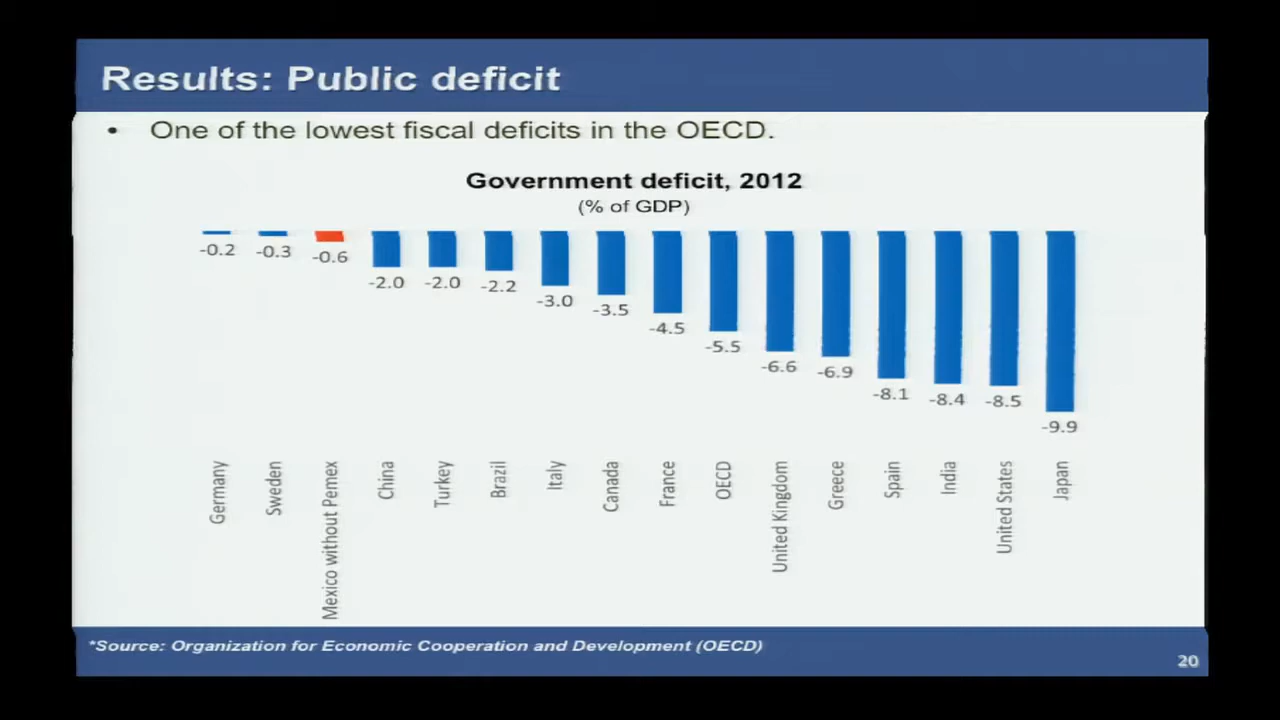 Results: Public deficit
• One of the lowest fiscal deficits in the OECD.
Government deficit, 2012
(% of GDP)
-0.2
-0.3
-0.6
-2.0
-2.0
-2.2
-3.0
-3.5
-4.5
-5.5
-6.6
-6.9
-8.1
-8.4
-8.5
-9.9
Germany
Sweden
Mexico without Pemex
China
Turkey
Brazil
Italy
Canada
France
OECD
United Kingdom
Greece
Spain
India
United States
Japan
*Source: Organization for Economic Cooperation and Development (OECD)
20